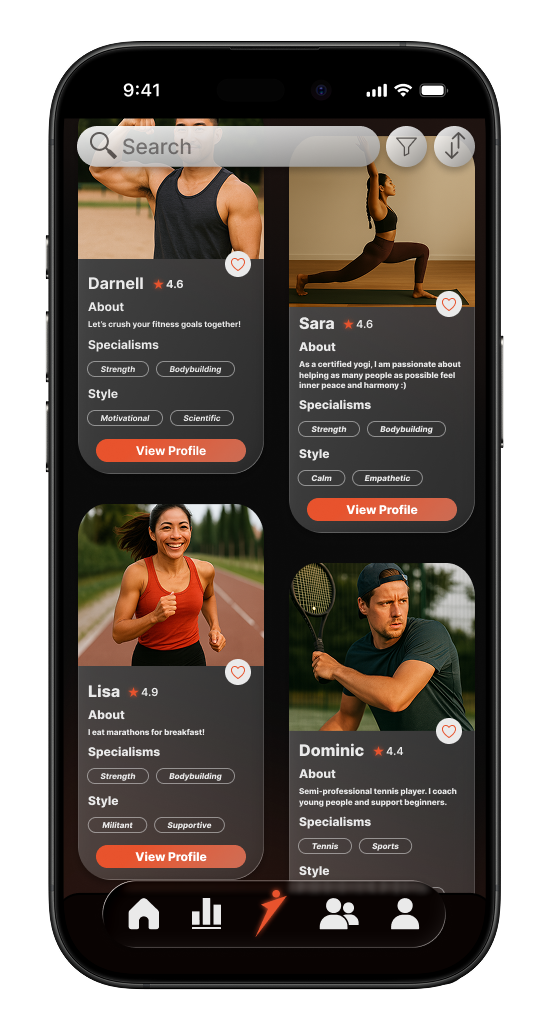 9:41
Search
Darnell 4.6
About
Let's crush your fitness goals together!
Specialisms
Strength Bodybuilding
Style
Motivational Scientific
View Profile
Sara 4.6
About
As a certified yogi, I am passionate about
helping as many people as possible feel
inner peace and harmony :)
Specialisms
Strength Bodybuilding
Style
Calm Empathetic
View Profile
Lisa 4.9
About
I eat marathons for breakfast!
Specialisms
Strength Bodybuilding
Style
Militant Supportive
View Profile
Dominic 4.4
About
Semi-professional tennis player. I coach
young people and support beginners.
Specialisms
Tennis Sports
Style